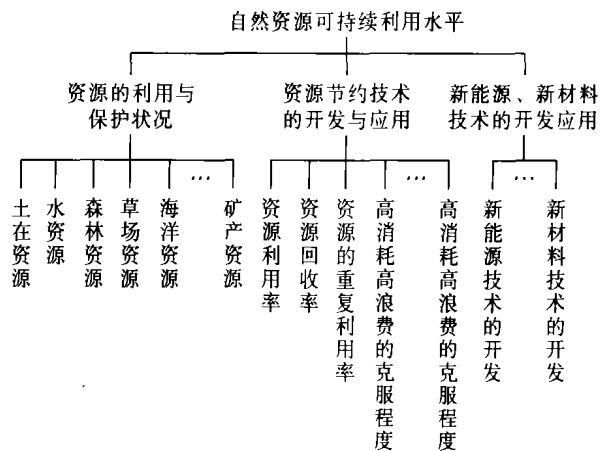 自然资源可持续利用水平
资源的利用与
保护状况
资源节约技术
的开发与应用
新能源、新材料
技术的开发应用
土在资源
水资源
森林资源
草场资源
海洋资源
…
矿产资源
资源利用率
资源回收率
资源的重复利用率
高消耗高浪费的克服程度
…
高消耗高浪费的克服程度
新能源技术的开发
…
新材料技术的开发